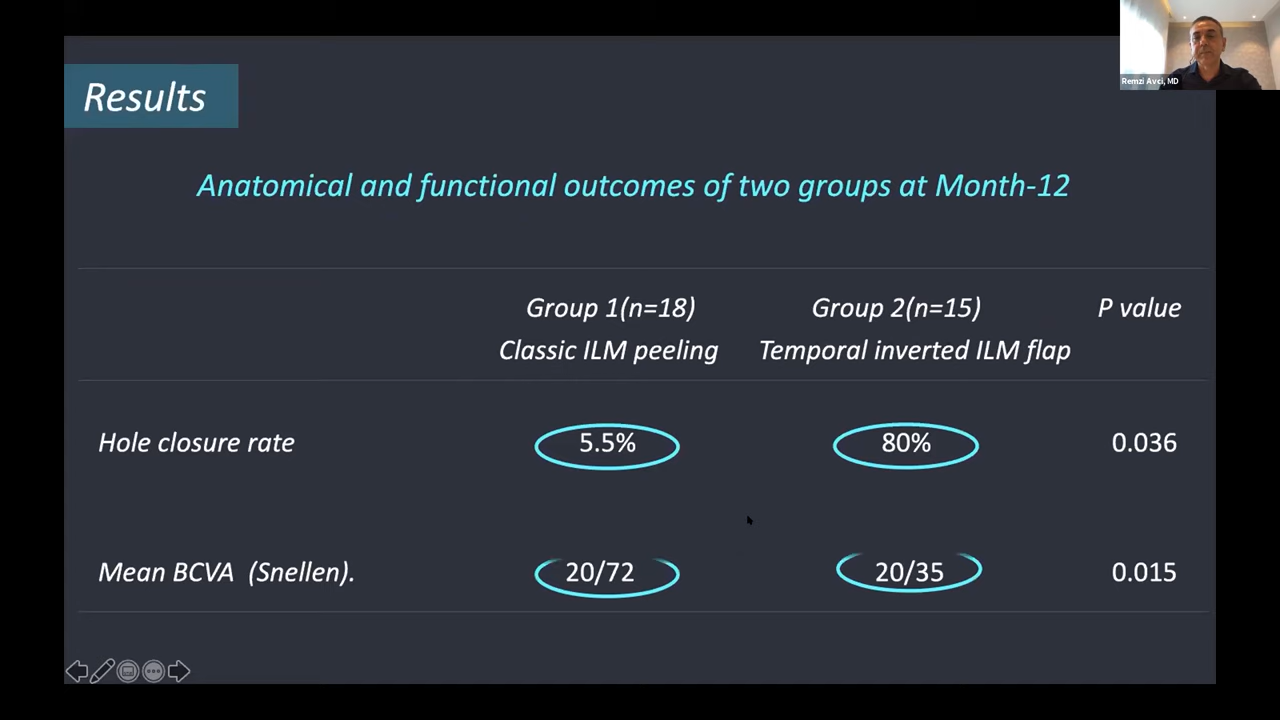 Remzi Avci, MD
Results
Anatomical and functional outcomes of two groups at Month-12
Group 1(n=18) Group 2(n=15) P value
Classic ILM peeling Temporal inverted ILM flap
Hole closure rate 5.5% 80% 0.036
Mean BCVA (Snellen). 20/72 20/35 0.015